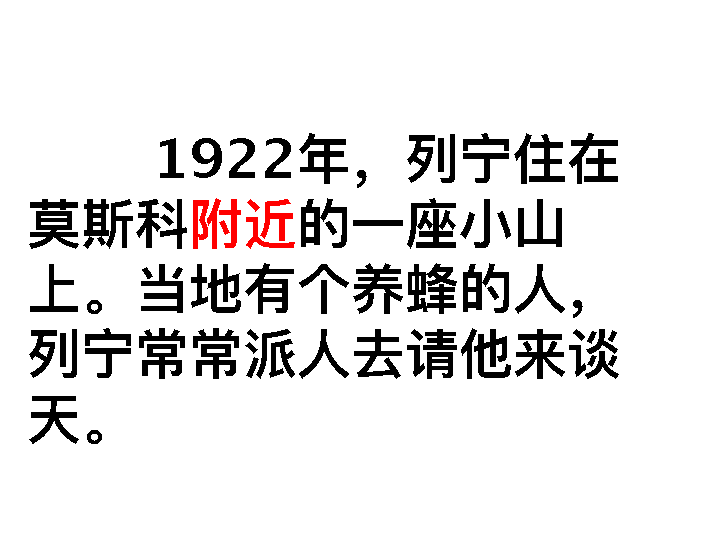 1922年，列宁住在
莫斯科附近的一座小山
上。当地有个养蜂的人，
列宁常常派人去请他来谈
天。